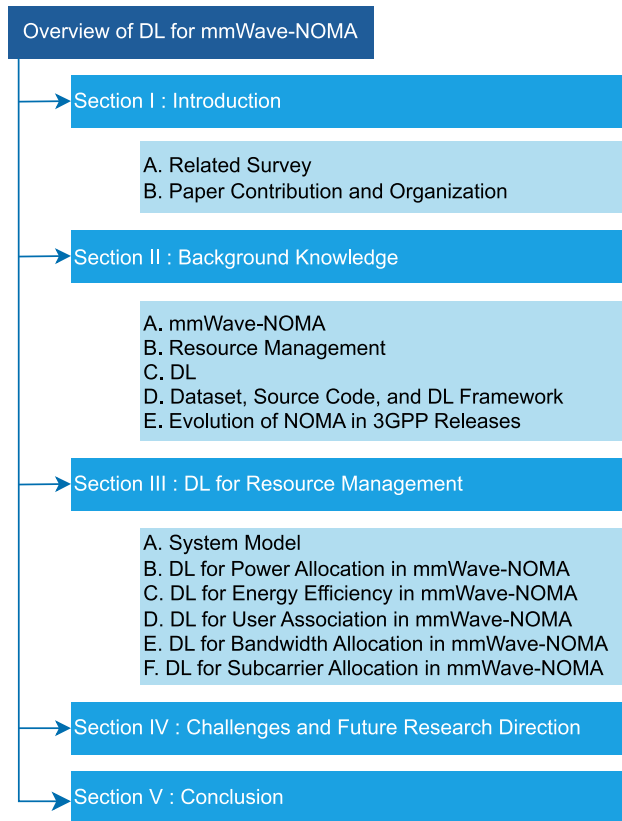 Overview of DL for mmWave-NOMA
Section I : Introduction
A. Related Survey
B. Paper Contribution and Organization
Section II : Background Knowledge
A. mmWave-NOMA
B. Resource Management
C. DL
D. Dataset, Source Code, and DL Framework
E. Evolution of NOMA in 3GPP Releases
Section III : DL for Resource Management
A. System Model
B. DL for Power Allocation in mmWave-NOMA
C. DL for Energy Efficiency in mmWave-NOMA
D. DL for User Association in mmWave-NOMA
E. DL for Bandwidth Allocation in mmWave-NOMA
F. DL for Subcarrier Allocation in mmWave-NOMA
Section IV : Challenges and Future Research Direction
Section V : Conclusion